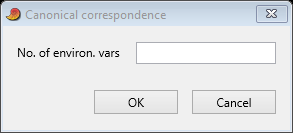 Canonical correspondence
No. of environ. vars
OK Cancel